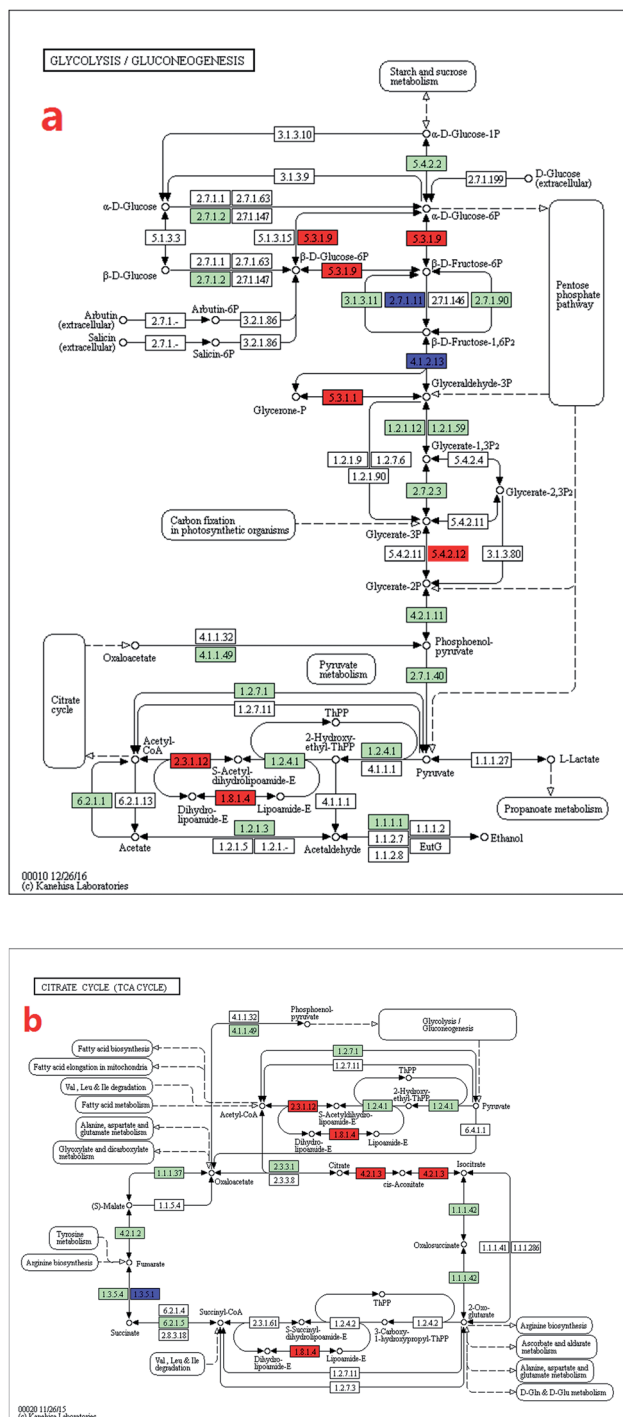 GLYCOLYSIS / GLUCONEOGENESIS
a
Starch and sucrose
metabolism
3.1.3.10
α-D-Glucose-1P
5.4.2.2
3.1.3.9
2.7.1.199
D-Glucose
(extracellular)
α-D-Glucose
2.7.1.1
2.7.1.63
2.7.1.2
2.7.1.147
α-D-Glucose-6P
5.1.3.3
5.1.3.15
5.3.1.9
5.3.1.9
β-D-Glucose-6P
β-D-Glucose
2.7.1.1
2.7.1.63
2.7.1.2
2.7.1.147
5.3.1.9
β-D-Fructose-6P
Pentose
phosphate
pathway
3.1.3.11
2.7.1.11
2.7.1.146
2.7.1.90
Arbutin
(extracellular)
2.7.1.-
Arbutin-6P
3.2.1.86
Salicin
(extracellular)
2.7.1.-
Salicin-6P
3.2.1.86
β-D-Fructose-1,6P2
4.1.2.13
Glyceraldehyde-3P
5.3.1.1
Glycerone-P
1.2.1.12
1.2.1.59
1.2.1.9
1.2.7.6
1.2.1.90
Glycerate-1,3P2
5.4.2.4
2.7.2.3
Glycerate-2,3P2
Carbon fixation
in photosynthetic organisms
Glycerate-3P
5.4.2.11
5.4.2.11
5.4.2.12
3.1.3.80
Glycerate-2P
4.2.1.11
4.1.1.32
4.1.1.49
Oxaloacetate
Phosphoenol-
pyruvate
Citrate
cycle
Pyruvate
metabolism
2.7.1.40
1.2.7.1
1.2.7.11
ThPP
Acetyl-
CoA
2-Hydroxy-
ethyl-ThPP
2.3.1.12
S-Acetyl-
dihydrolipoamide-E
1.2.4.1
1.2.4.1
4.1.1.1
Pyruvate
1.1.1.27
L-Lactate
6.2.1.1
6.2.1.13
1.8.1.4
Dihydro-
lipoamide-E
Lipoamide-E
4.1.1.1
Propanoate metabolism
1.2.1.3
1.2.1.5
1.2.1.-
Acetate
Acetaldehyde
1.1.1.1
1.1.1.2
1.1.2.7
EutG
1.1.2.8
Ethanol
00010 12/26/16
(c) Kanehisa Laboratories
CITRATE CYCLE (TCA CYCLE)
b
4.1.1.32
4.1.1.49
Phosphoenol-
pyruvate
Glycolysis /
Gluconeogenesis
Fatty acid biosynthesis
Fatty acid elongation in mitochondria
Val, Leu & Ile degradation
Fatty acid metabolism
Alanine, aspartate and
glutamate metabolism
Glyoxylate and dicarboxylate
metabolism
1.2.7.1
1.2.7.11
ThPP
2-Hydroxy-
ethyl-ThPP
Acetyl-CoA
2.3.1.12
S-Acetyldihydro-
lipoamide-E
1.2.4.1
1.2.4.1
Pyruvate
1.8.1.4
Dihydro-
lipoamide-E
Lipoamide-E
6.4.1.1
1.1.1.37
Oxaloacetate
2.3.3.1
2.3.3.8
Citrate
4.2.1.3
cis-Aconitate
4.2.1.3
Isocitrate
(S)-Malate
1.1.5.4
1.1.1.42
4.2.1.2
Tyrosine
metabolism
Arginine biosynthesis
Fumarate
Oxalosuccinate
1.1.1.41
1.1.1.286
1.1.1.42
1.3.5.4
1.3.5.1
Succinate
6.2.1.4
6.2.1.5
2.8.3.18
Succinyl-CoA
2.3.1.61
S-Succinyl-
dihydrolipoamide-E
ThPP
1.2.4.2
3-Carboxy-
1-hydroxypropyl-ThPP
1.2.4.2
2-Oxo-
glutarate
Val, Leu & Ile
degradation
1.8.1.4
Dihydro-
lipoamide-E
Lipoamide-E
1.2.7.11
1.2.7.3
Arginine biosynthesis
Ascorbate and aldarate
metabolism
Alanine, aspartate and
glutamate metabolism
D-Gln & D-Glu metabolism
00020 11/26/15
(c) Kanehisa Laboratories